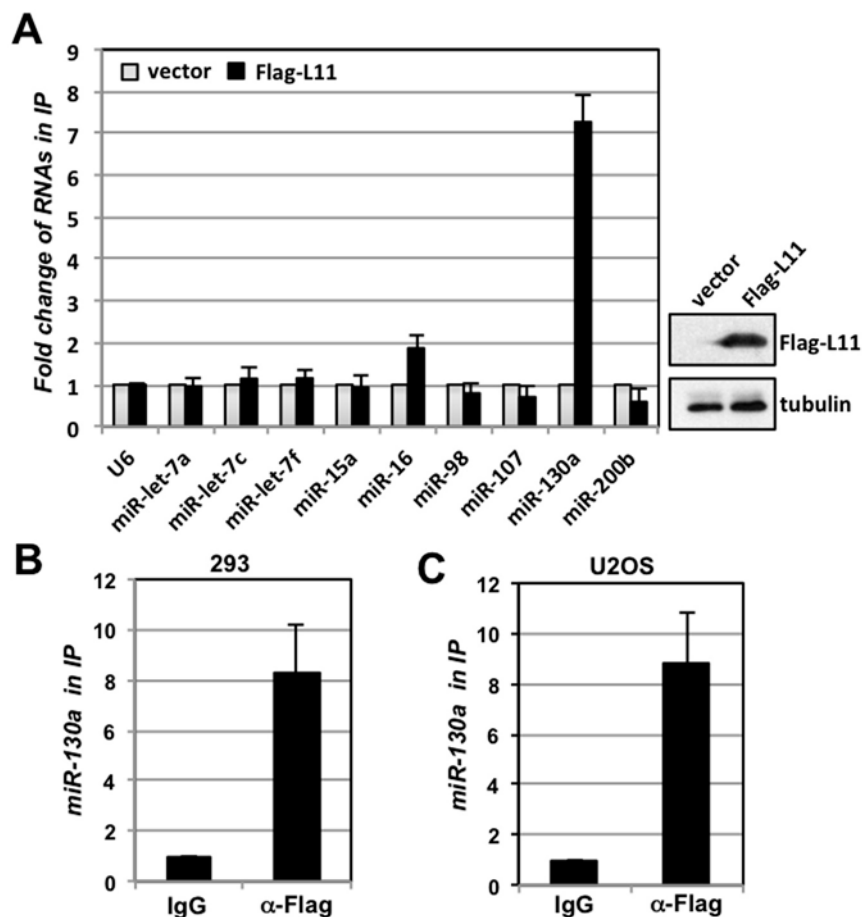 A
9
8
7
6
5
4
3
2
1
0
Fold change of RNAs in IP
vector Flag-L11
U6 miR-let-7a miR-let-7c miR-let-7f miR-15a miR-16 miR-98 miR-107 miR-130a miR-200b
vector Flag-L11
Flag-L11
tubulin
B
293
12
10
8
6
4
2
0
miR-130a in IP
IgG α-Flag
C
U2OS
12
10
8
6
4
2
0
miR-130a in IP
IgG α-Flag